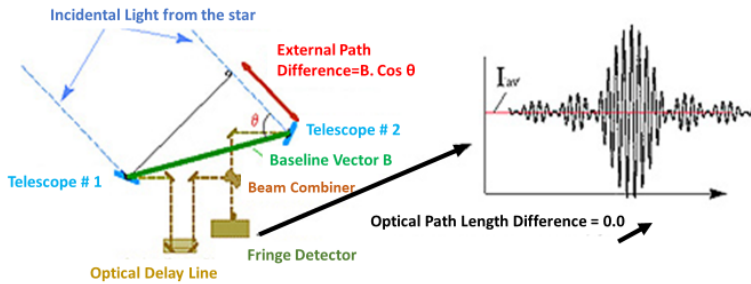 Incidental Light from the star
External Path
Difference=B. Cos θ
θ
Telescope # 2
Baseline Vector B
Telescope # 1
Beam Combiner
Optical Delay Line
Fringe Detector
Iav
Optical Path Length Difference = 0.0